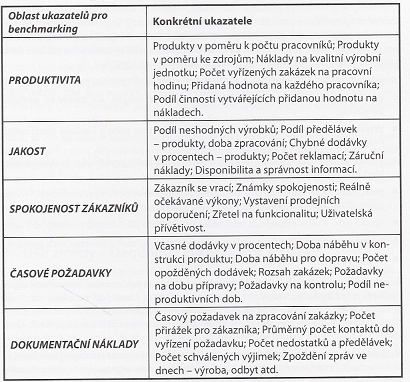 Oblast ukazatelů pro
benchmarking
Konkrétní ukazatele
PRODUKTIVITA
Produkty v poměru k počtu pracovníků; Produkty
v poměru ke zdrojům; Náklady na kvalitní výrobní
jednotku; Počet vyřízených zakázek na pracovní
hodinu; Přidaná hodnota na každého pracovníka;
Podíl činností vytvářejících přidanou hodnotu na
nákladech.
JAKOST
Podíl neshodných výrobků; Podíl předělávek
– produkty, doba zpracování; Chybné dodávky
v procentech – produkty; Počet reklamací; Záruční
náklady; Disponibilita a správnost informací.
SPOKOJENOST ZÁKAZNÍKŮ
Zákazník se vrací; Známky spokojenosti; Reálně
očekávané výkony; Vystavení prodejních
doporučení; Zřetel na funkcionalitu; Uživatelská
přívětivost.
ČASOVÉ POŽADAVKY
Včasné dodávky v procentech; Doba náběhu v kon-
strukci produktu; Doba náběhu pro dopravu; Počet
opožděných dodávek; Rozsah zakázek; Požadavky
na dobu přípravy; Požadavky na kontrolu; Podíl ne-
produktivních dob.
DOKUMENTAČNÍ NÁKLADY
Časový požadavek na zpracování zakázky; Počet
přirážek pro zákazníka; Průměrný počet kontaktů do
vyřízení požadavku; Počet nedostatků a předělávek;
Počet schválených výjimek; Zpoždění zpráv ve
dnech – výroba, odbyt atd.